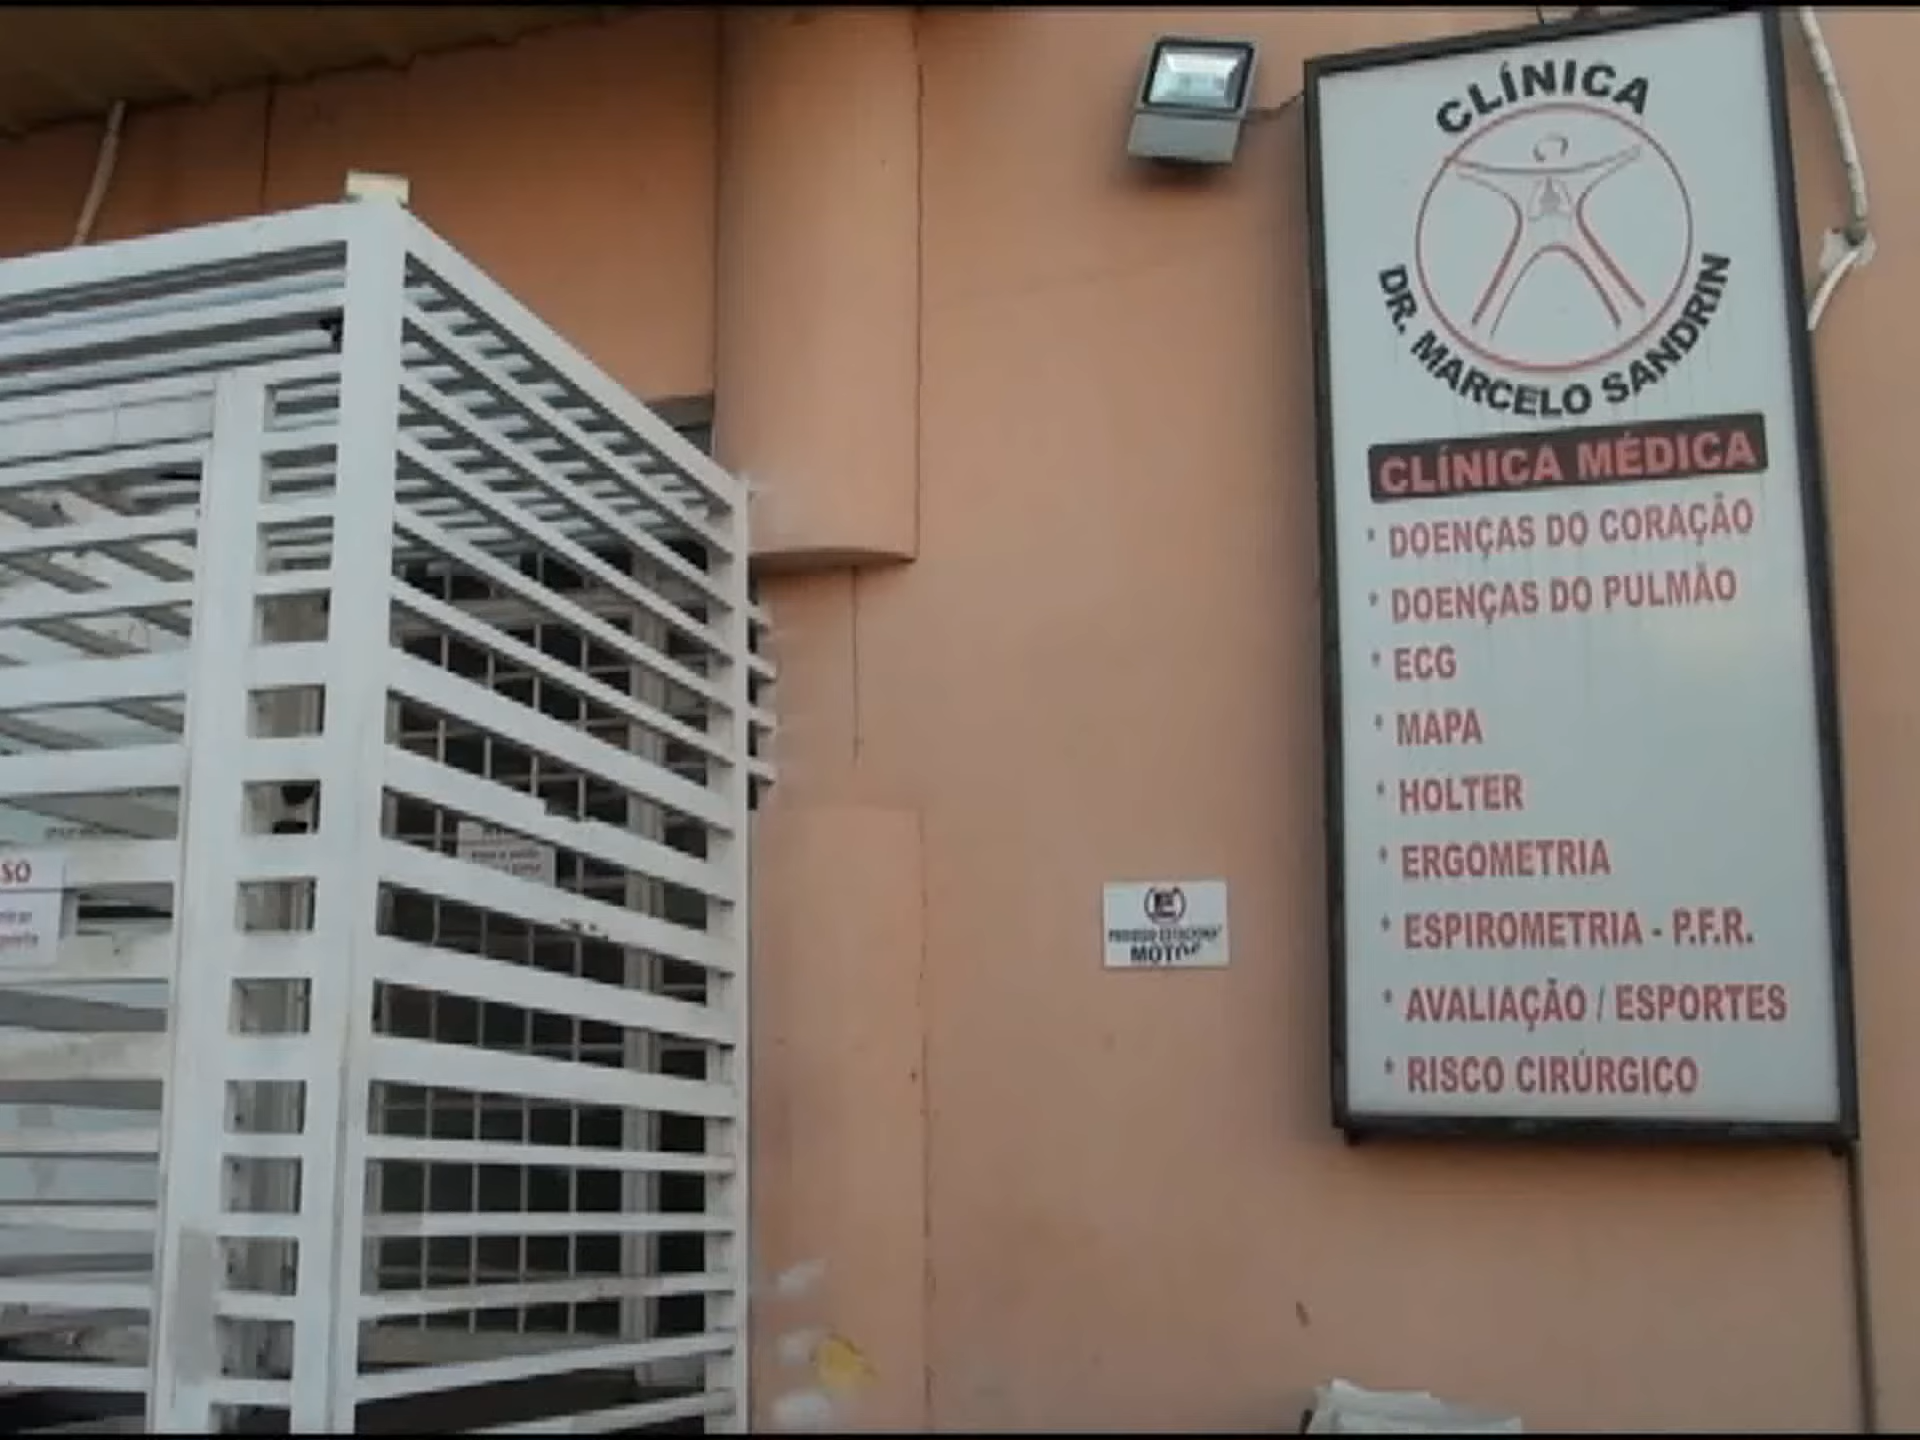 CLÍNICA
DR. MARCELO SANDRIN
CLÍNICA MÉDICA
* DOENÇAS DO CORAÇÃO
* DOENÇAS DO PULMÃO
* ECG
* MAPA
* HOLTER
* ERGOMETRIA
* ESPIROMETRIA - P.F.R.
* AVALIAÇÃO / ESPORTES
* RISCO CIRÚRGICO
E
SO